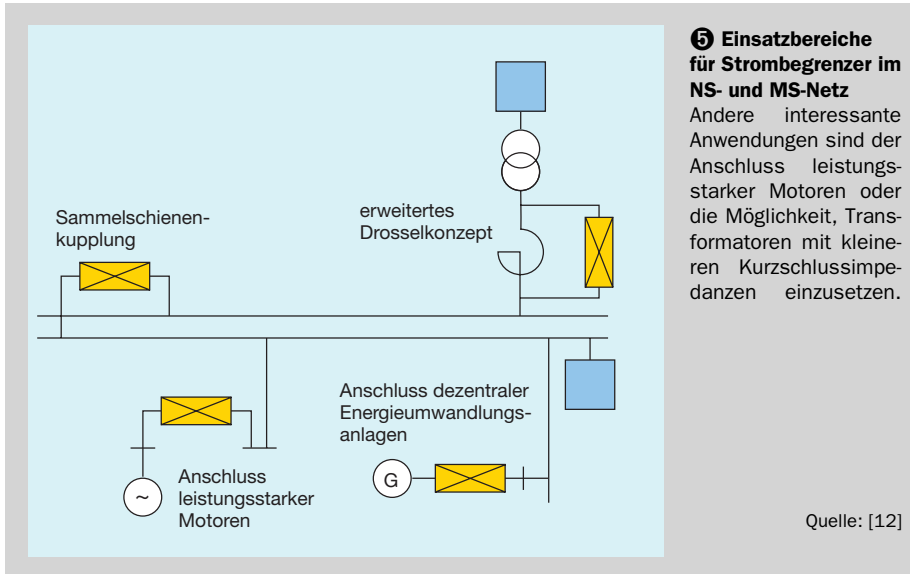 Sammelschienen-
kupplung
erweitertes
Drosselkonzept
Anschluss dezentraler
Energieumwandlungs-
anlagen
G
~
Anschluss
leistungsstarker
Motoren
❺ Einsatzbereiche
für Strombegrenzer im
NS- und MS-Netz
Andere interessante
Anwendungen sind der
Anschluss leistungs-
starker Motoren oder
die Möglichkeit, Trans-
formatoren mit kleine-
ren Kurzschlussimpe-
danzen einzusetzen.
Quelle: [12]